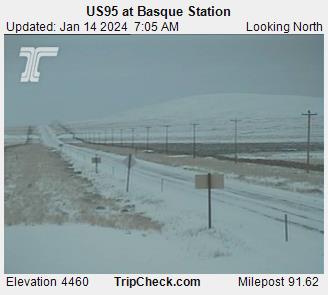 US95 at Basque Station
Updated: Jan 14 2024 7:05 AM Looking North
Elevation 4460 TripCheck.com Milepost 91.62